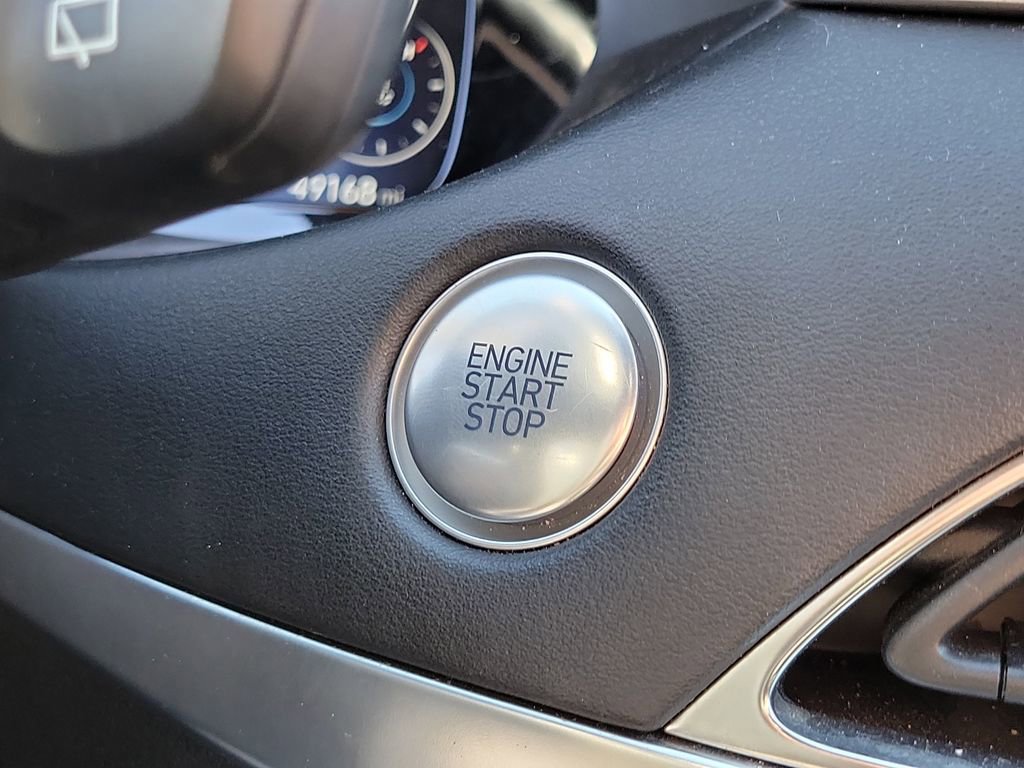 49168 mi
ENGINE
START
STOP